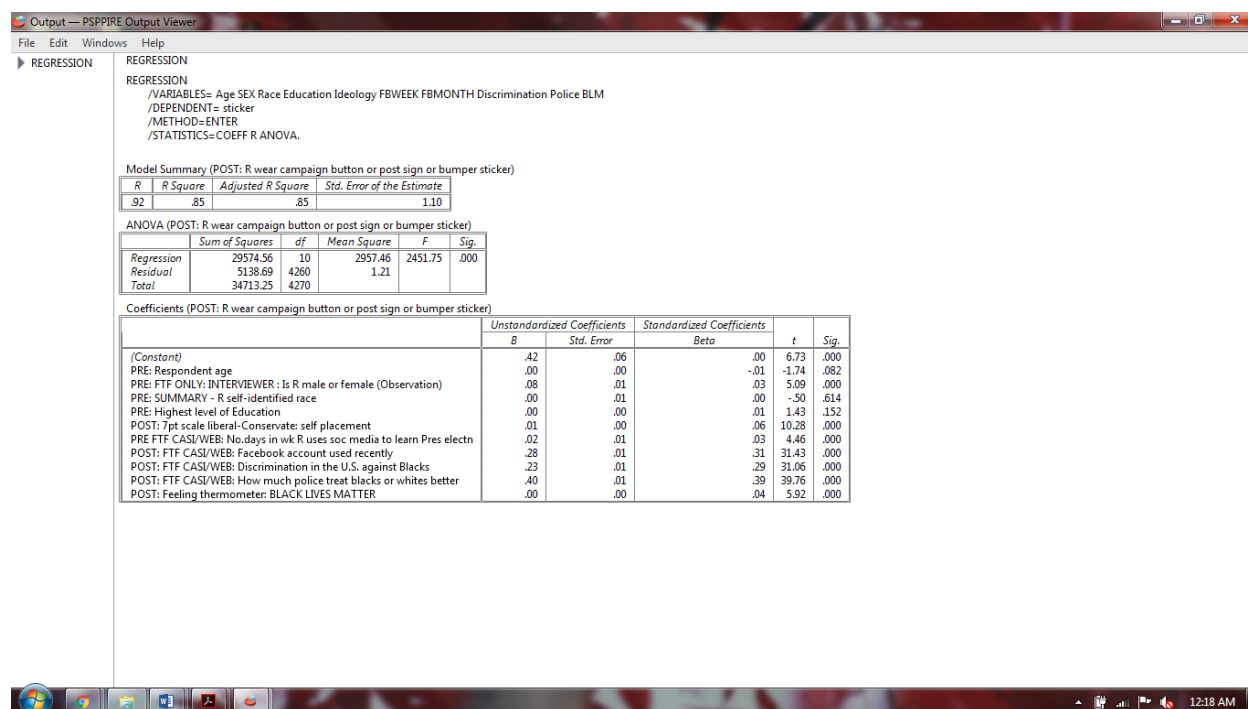 Output — PSPPIRE Output Viewer
File Edit Windows Help
REGRESSION
REGRESSION
REGRESSION
/VARIABLES= Age SEX Race Education Ideology FBWEEK FBMONTH Discrimination Police BLM
/DEPENDENT= sticker
/METHOD=ENTER
/STATISTICS=COEFF R ANOVA.
Model Summary (POST: R wear campaign button or post sign or bumper sticker)
R R Square Adjusted R Square Std. Error of the Estimate
.92 .85 .85 1.10
ANOVA (POST: R wear campaign button or post sign or bumper sticker)
Sum of Squares df Mean Square F Sig.
Regression 29574.56 10 2957.46 2451.75 .000
Residual 5138.69 4260 1.21
Total 34713.25 4270
Coefficients (POST: R wear campaign button or post sign or bumper sticker)
Unstandardized Coefficients Standardized Coefficients
B Std. Error Beta t Sig.
(Constant) .42 .06 .00 6.73 .000
PRE: Respondent age .00 .00 -.01 -1.74 .082
PRE: FTF ONLY: INTERVIEWER : Is R male or female (Observation) .08 .01 .03 5.09 .000
PRE: SUMMARY - R self-identified race .00 .01 .00 -.50 .614
PRE: Highest level of Education .00 .00 .01 1.43 .152
POST: 7pt scale liberal-Conservate: self placement .01 .00 .06 10.28 .000
PRE FTF CASI/WEB: No.days in wk R uses soc media to learn Pres electn .02 .01 .03 4.46 .000
POST: FTF CASI/WEB: Facebook account used recently .28 .01 .31 31.43 .000
POST: FTF CASI/WEB: Discrimination in the U.S. against Blacks .23 .01 .29 31.06 .000
POST: FTF CASI/WEB: How much police treat blacks or whites better .40 .01 .39 39.76 .000
POST: Feeling thermometer: BLACK LIVES MATTER .00 .00 .04 5.92 .000
12:18 AM